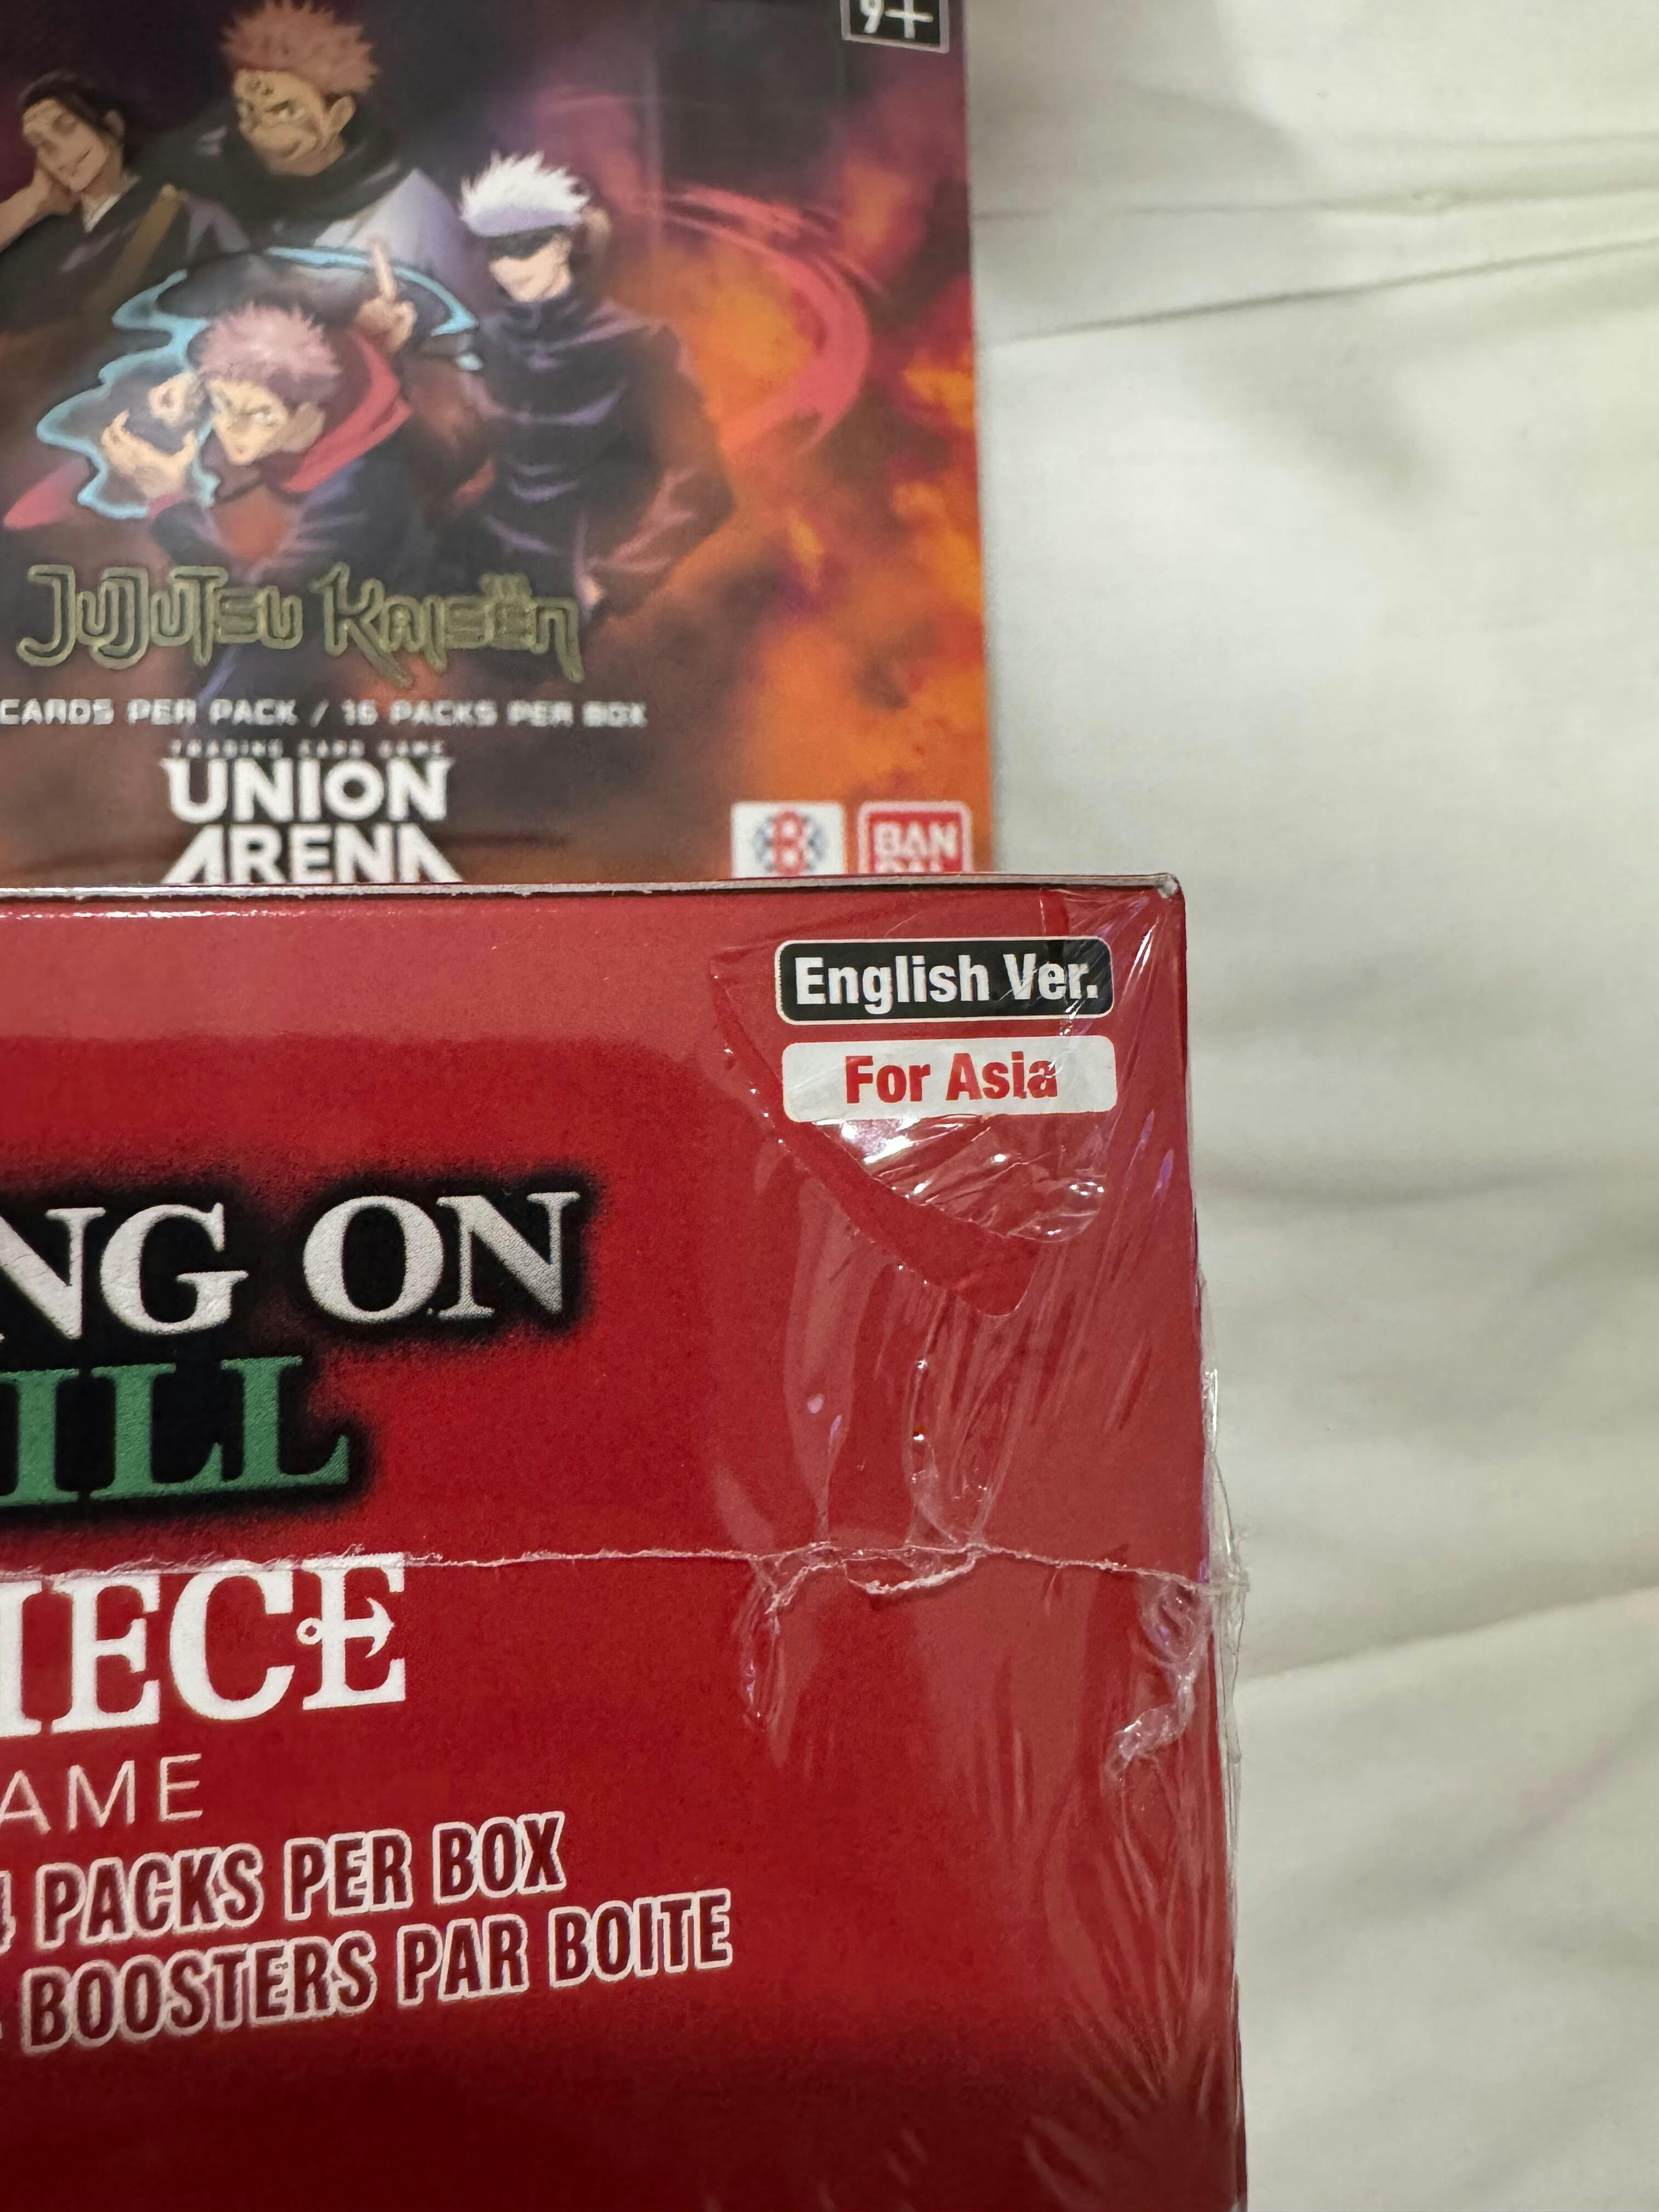 9+
JUJUTSU KAISEN
CARDS PER PACK / 16 PACKS PER BOX
TRADING CARD GAME
UNION
ARENA
B
BAN
English Ver.
For Asia
NG ON
ILL
IECE
AME
4 PACKS PER BOX
BOOSTERS PAR BOITE